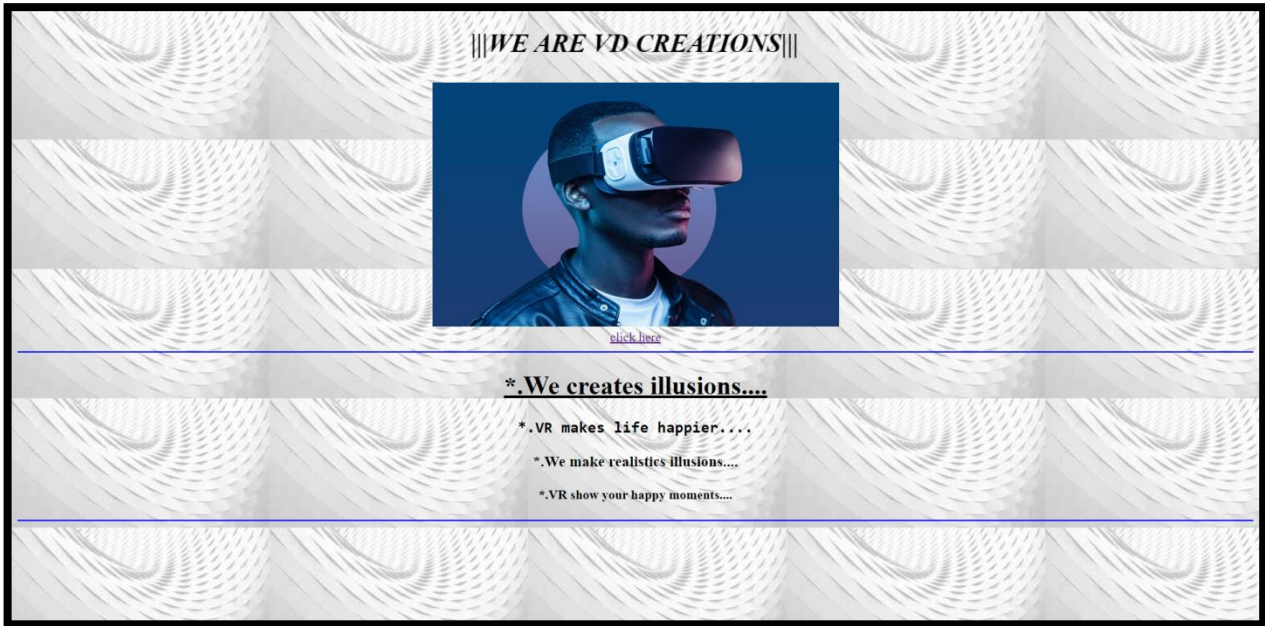 |||WE ARE VD CREATIONS|||
click here
*.We creates illusions....
*.VR makes life happier....
*.We make realistics illusions....
*.VR show your happy moments....